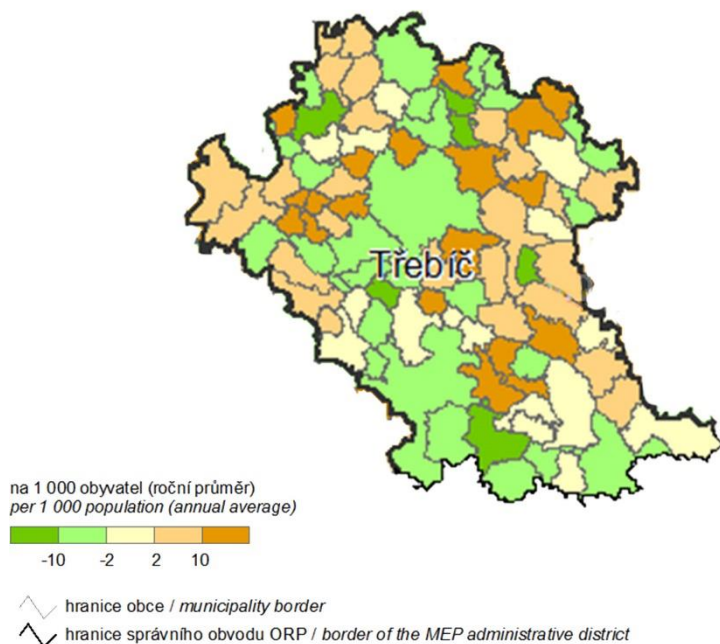 Třebíč
na 1 000 obyvatel (roční průměr)
per 1 000 population (annual average)
-10 -2 2 10
hranice obce / municipality border
hranice správního obvodu ORP / border of the MEP administrative district